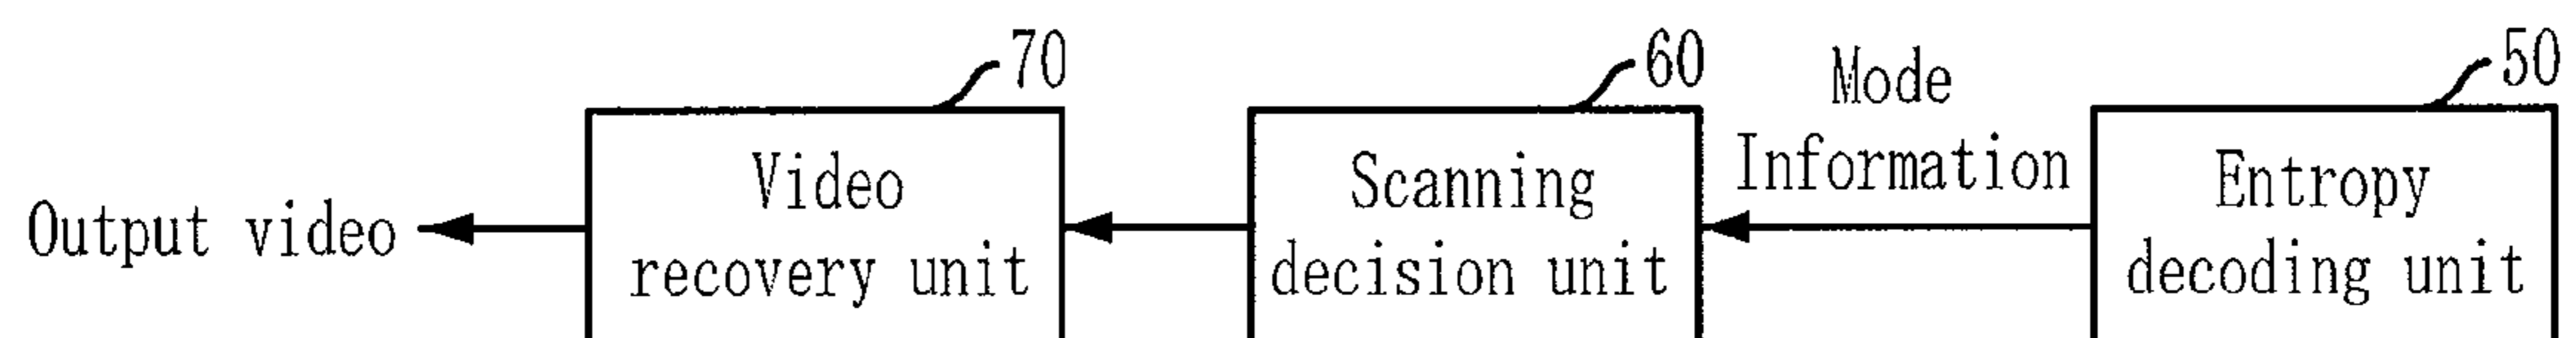 70
60
50
Mode
Information
Output video
Video
recovery unit
Scanning
decision unit
Entropy
decoding unit